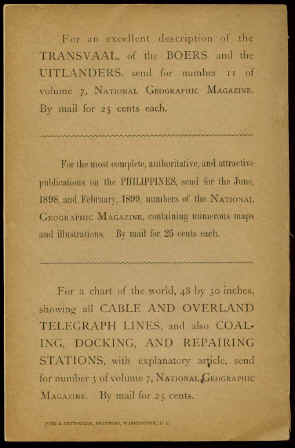 For an excellent description of the
TRANSVAAL, of the BOERS and the
UITLANDERS, send for number 11 of
volume 7, NATIONAL GEOGRAPHIC MAGAZINE.
By mail for 25 cents each.
For the most complete, authoritative, and attractive
publications on the PHILIPPINES, send for the June,
1898, and February, 1899, numbers of the NATIONAL
GEOGRAPHIC MAGAZINE, containing numerous maps
and illustrations. By mail for 25 cents each.
For a chart of the world, 48 by 30 inches,
showing all CABLE AND OVERLAND
TELEGRAPH LINES, and also COAL-
ING, DOCKING, AND REPAIRING
STATIONS, with explanatory article, send
for number 3 of volume 7, NATIONAL GEOGRAPHIC
MAGAZINE. By mail for 25 cents.
JUDD & DETWEILER, PRINTERS, WASHINGTON, D. C.